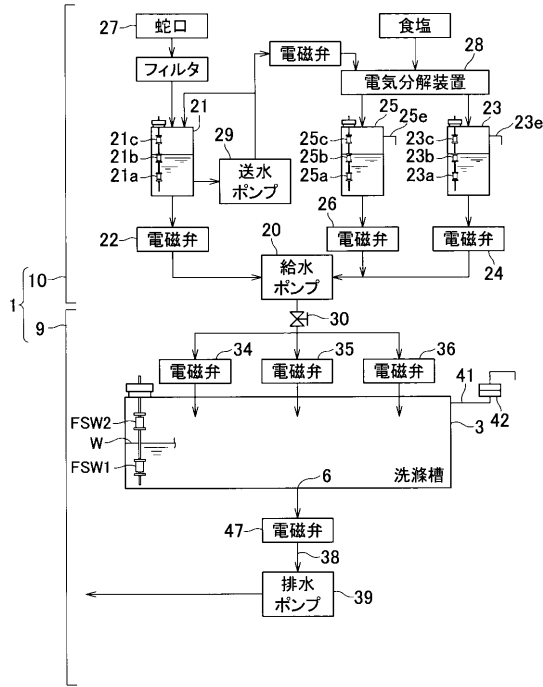 27
蛇口
食塩
電磁弁
28
フィルタ
電気分解装置
21
25
25e
23
23e
21c
21b
21a
29
送水
ポンプ
25c
25b
25a
23c
23b
23a
22
電磁弁
20
給水
ポンプ
26
電磁弁
電磁弁
24
10
1
9
30
34
電磁弁
35
電磁弁
36
電磁弁
41
42
FSW2
W
FSW1
3
洗滌槽
6
47
電磁弁
38
排水
ポンプ
39